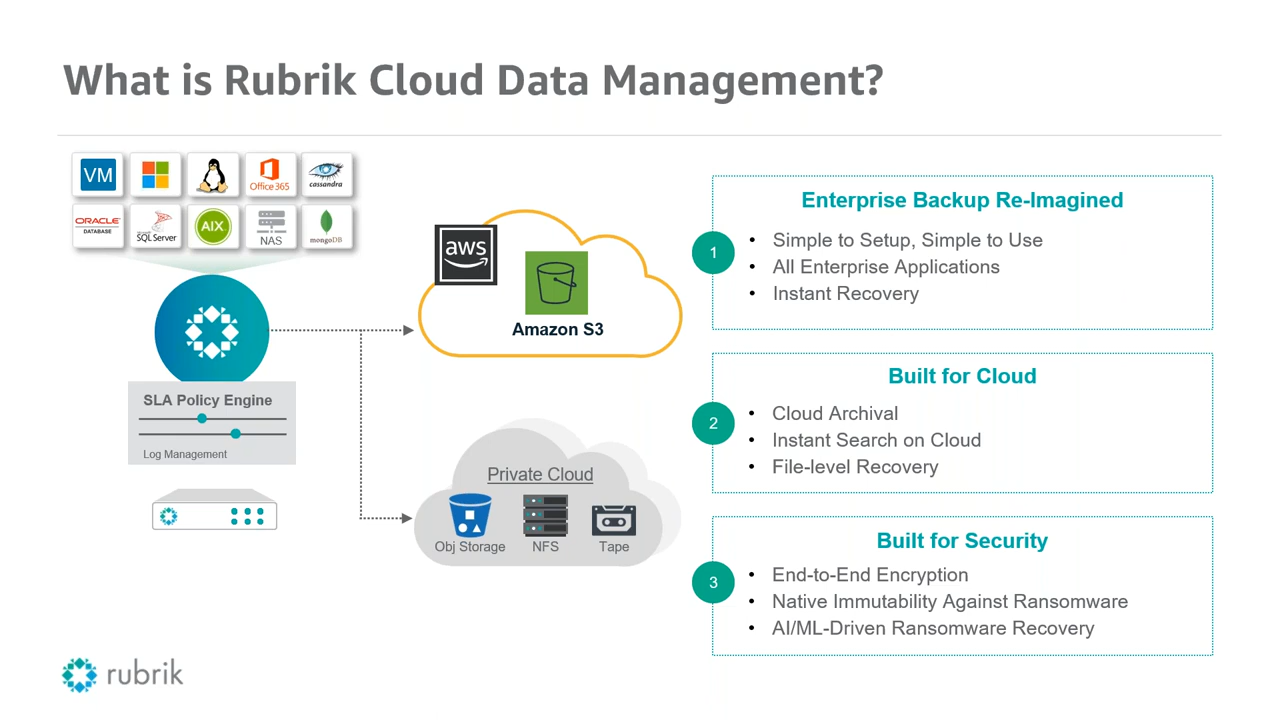 What is Rubrik Cloud Data Management?
VM
Office 365
cassandra
ORACLE
DATABASE
Microsoft
SQL Server
AIX
NAS
mongoDB
SLA Policy Engine
Log Management
aws
Amazon S3
Private Cloud
Obj Storage
NFS
Tape
1
Enterprise Backup Re-Imagined
• Simple to Setup, Simple to Use
• All Enterprise Applications
• Instant Recovery
2
Built for Cloud
• Cloud Archival
• Instant Search on Cloud
• File-level Recovery
3
Built for Security
• End-to-End Encryption
• Native Immutability Against Ransomware
• AI/ML-Driven Ransomware Recovery
rubrik